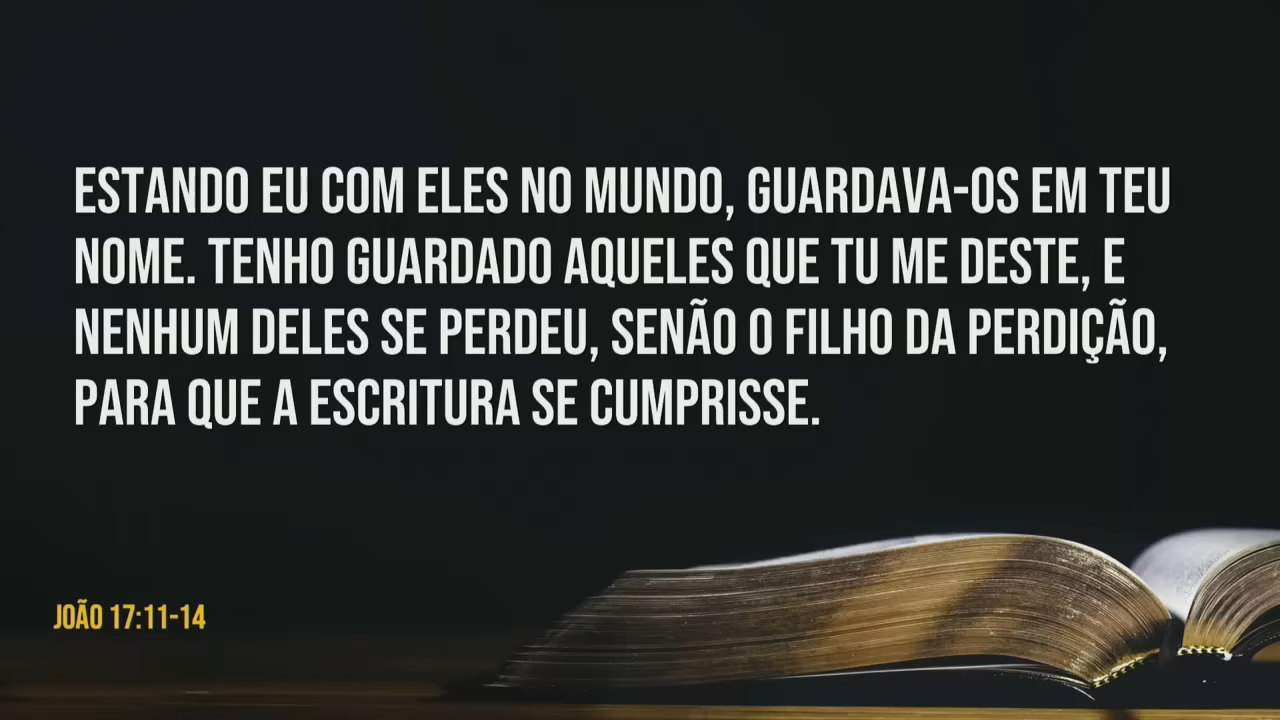 ESTANDO EU COM ELES NO MUNDO, GUARDAVA-OS EM TEU
NOME. TENHO GUARDADO AQUELES QUE TU ME DESTE, E
NENHUM DELES SE PERDEU, SENÃO O FILHO DA PERDIÇÃO,
PARA QUE A ESCRITURA SE CUMPRISSE.
JOÃO 17:11-14